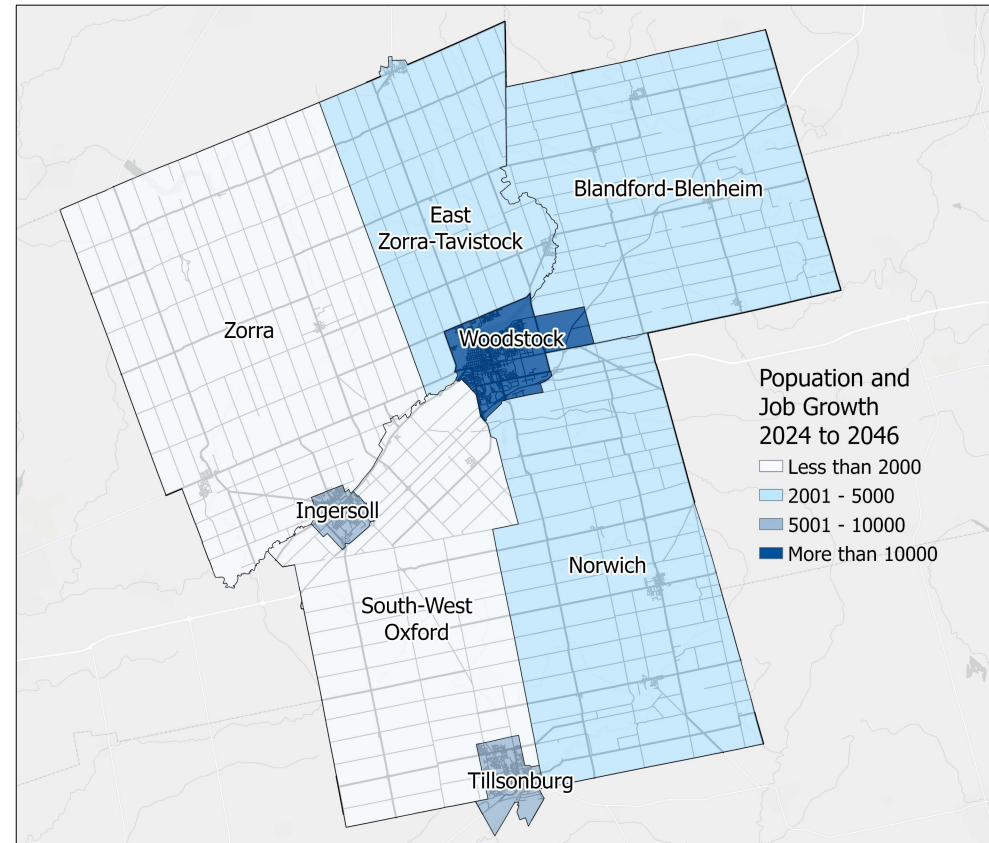 Blandford-Blenheim
East
Zorra-Tavistock
Zorra
Woodstock
Popuation and
Job Growth
2024 to 2046
Less than 2000
2001 - 5000
5001 - 10000
More than 10000
Ingersoll
Norwich
South-West
Oxford
Tillsonburg